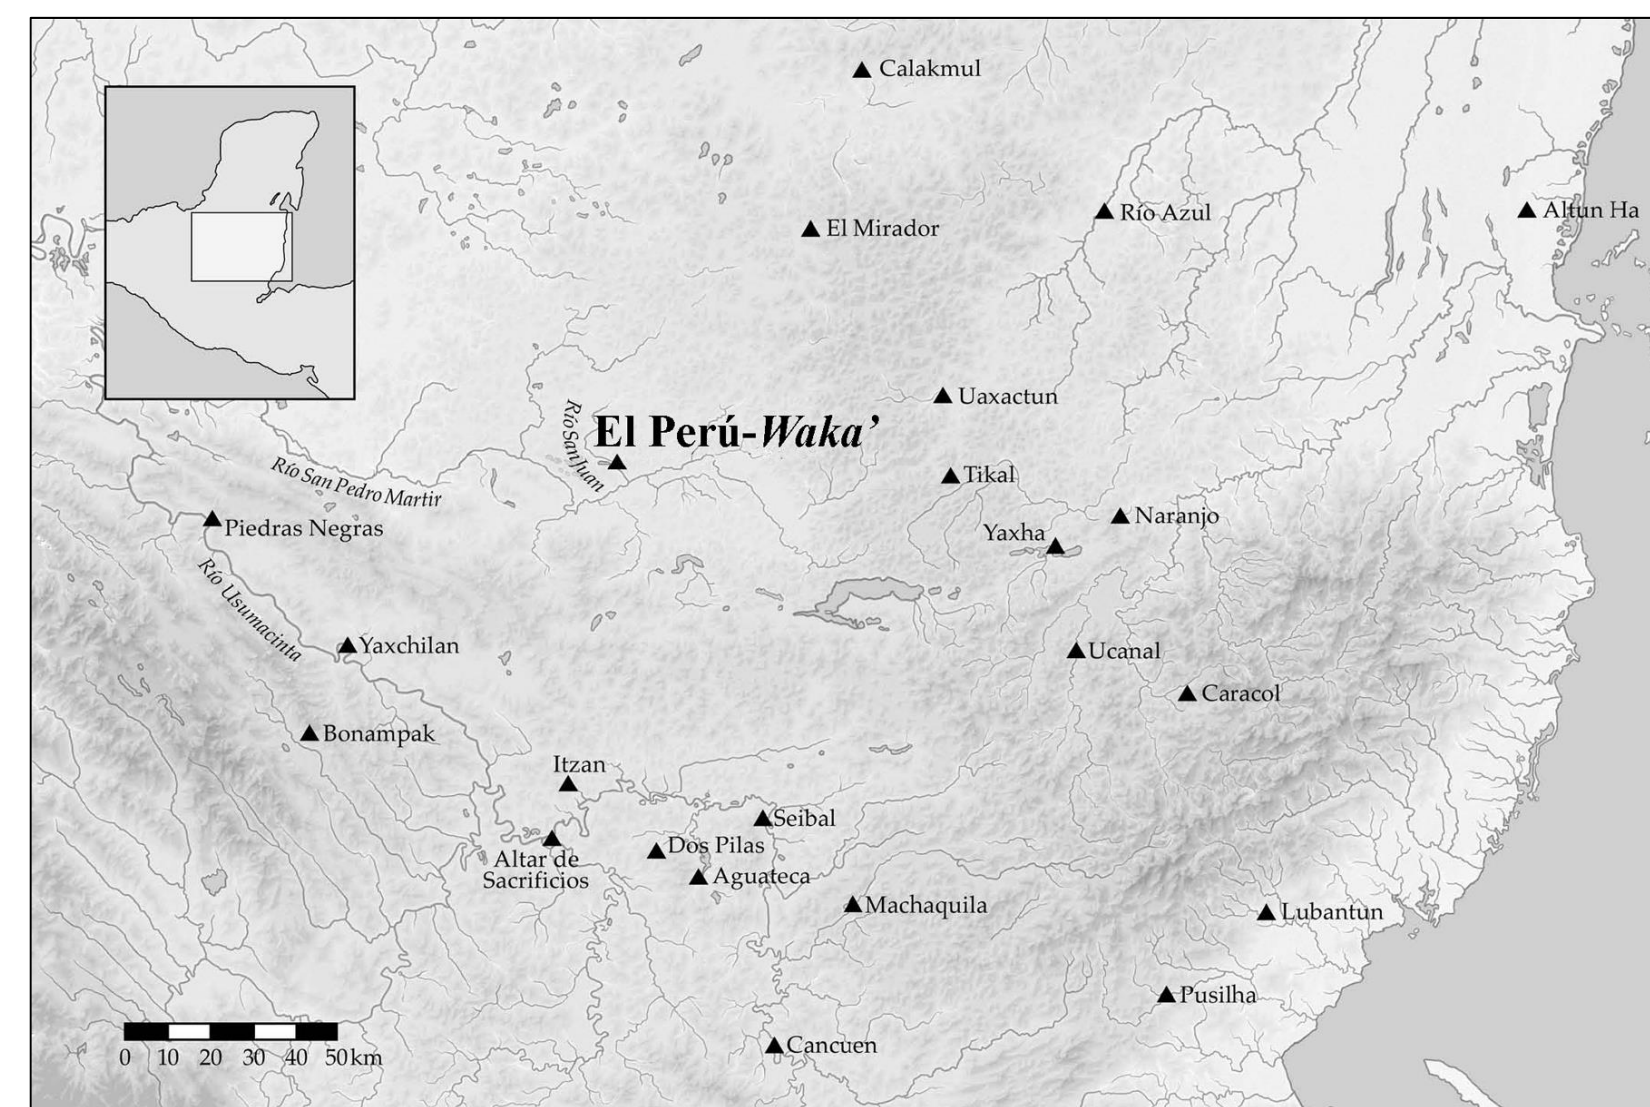 Calakmul
Río Azul
Altun Ha
El Mirador
Uaxactun
Río San Juan
El Perú-Waka’
Río San Pedro Martir
Tikal
Piedras Negras
Naranjo
Yaxha
Río Usumacinta
Yaxchilan
Ucanal
Caracol
Bonampak
Itzan
Seibal
Dos Pilas
Altar de
Sacrificios
Aguateca
Machaquila
Lubantun
Pusilha
Cancuen
0 10 20 30 40 50 km